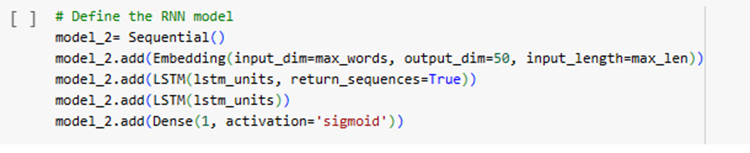 [ ] # Define the RNN model
model_2= Sequential()
model_2.add(Embedding(input_dim=max_words, output_dim=50, input_length=max_len))
model_2.add(LSTM(lstm_units, return_sequences=True))
model_2.add(LSTM(lstm_units))
model_2.add(Dense(1, activation='sigmoid'))